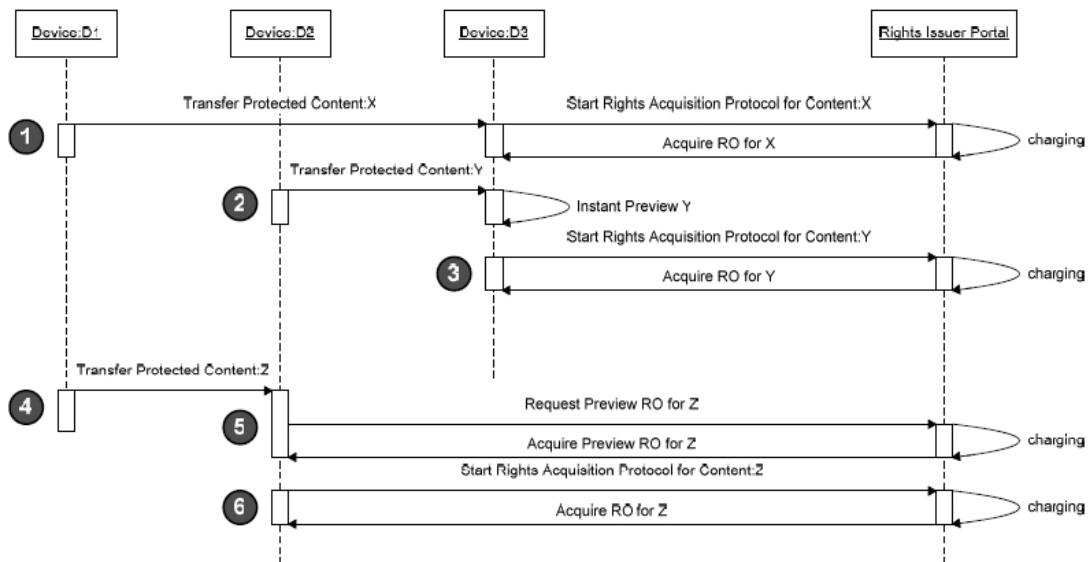 Device:D1
Device:D2
Device:D3
Rights Issuer Portal
Transfer Protected Content:X
Start Rights Acquisition Protocol for Content:X
1
Acquire RO for X
charging
Transfer Protected Content:Y
2
Instant Preview Y
Start Rights Acquisition Protocol for Content:Y
3
Acquire RO for Y
charging
Transfer Protected Content:Z
4
Request Preview RO for Z
5
Acquire Preview RO for Z
charging
Start Rights Acquisition Protocol for Content:Z
6
Acquire RO for Z
charging